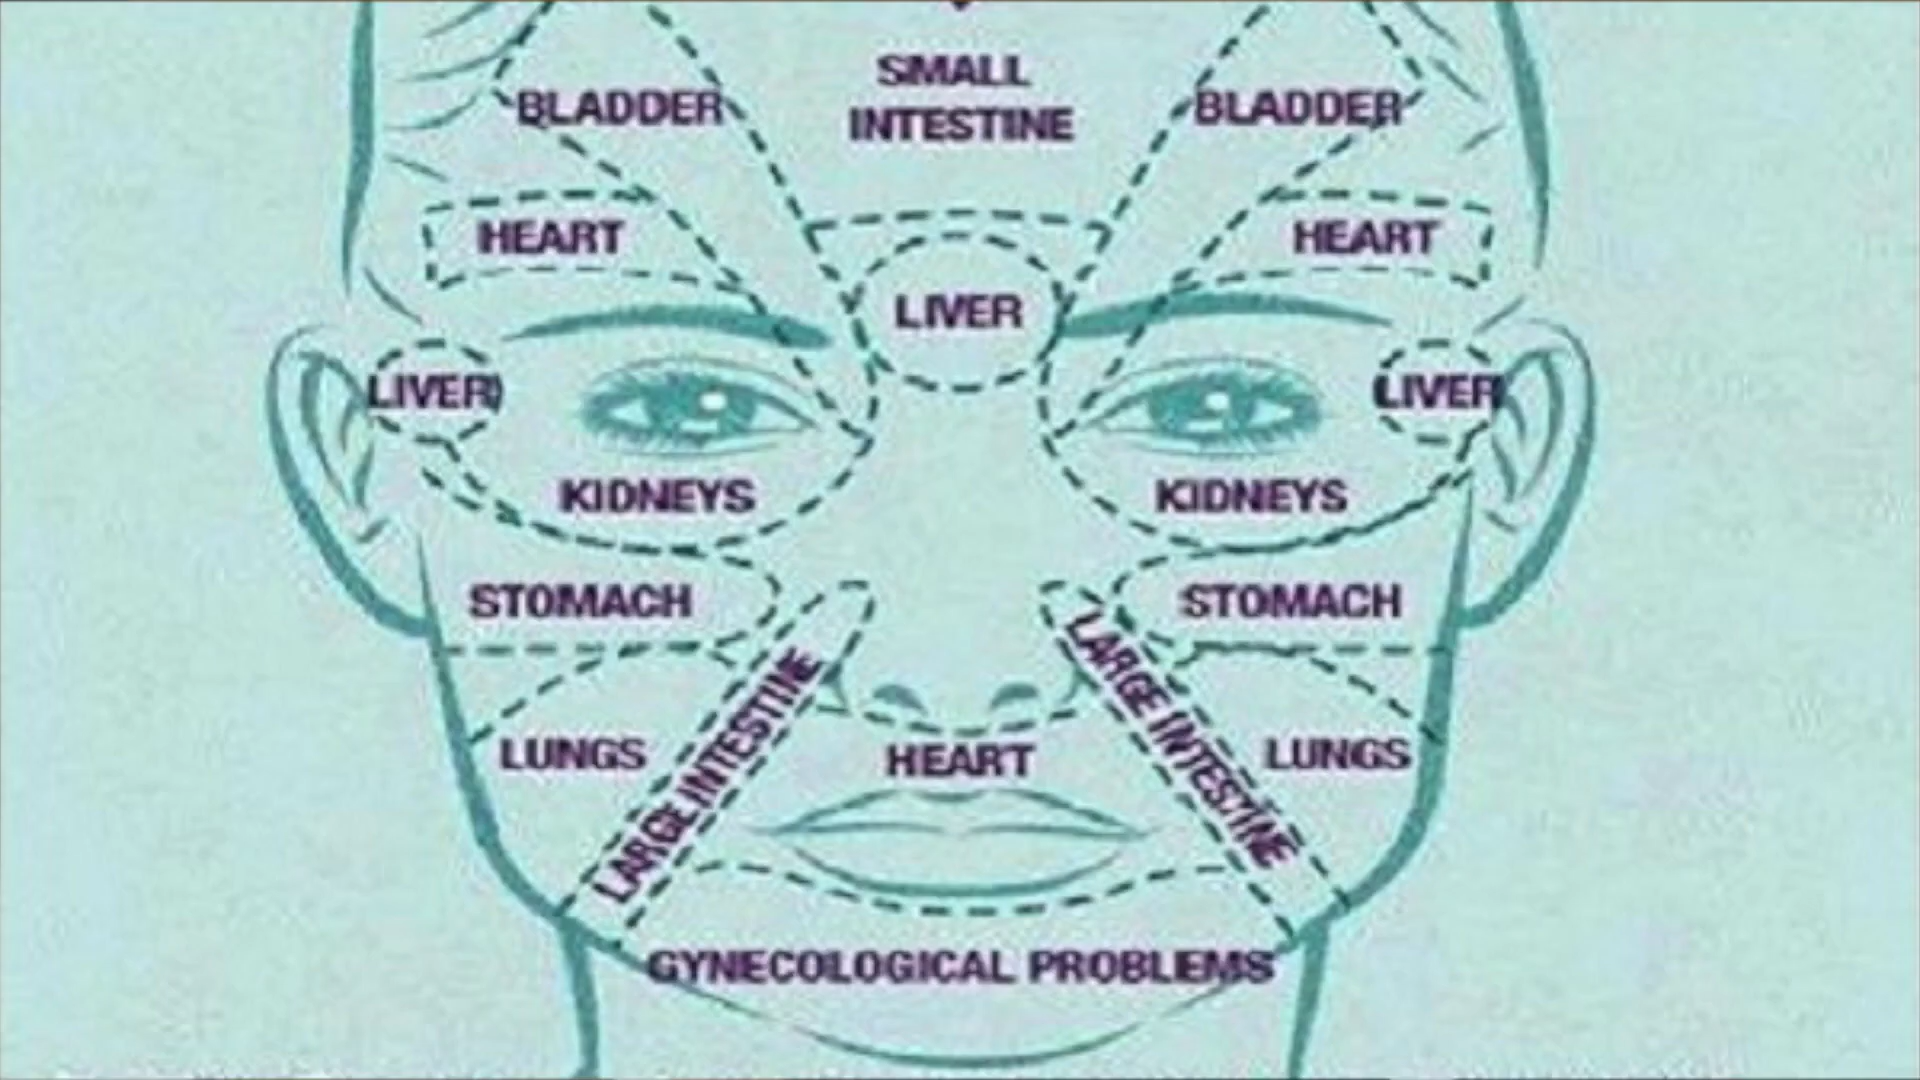 SMALL
INTESTINE
BLADDER
BLADDER
HEART
HEART
LIVER
LIVER
LIVER
KIDNEYS
KIDNEYS
STOMACH
STOMACH
LARGE INTESTINE
LARGE INTESTINE
LUNGS
HEART
LUNGS
GYNECOLOGICAL PROBLEMS